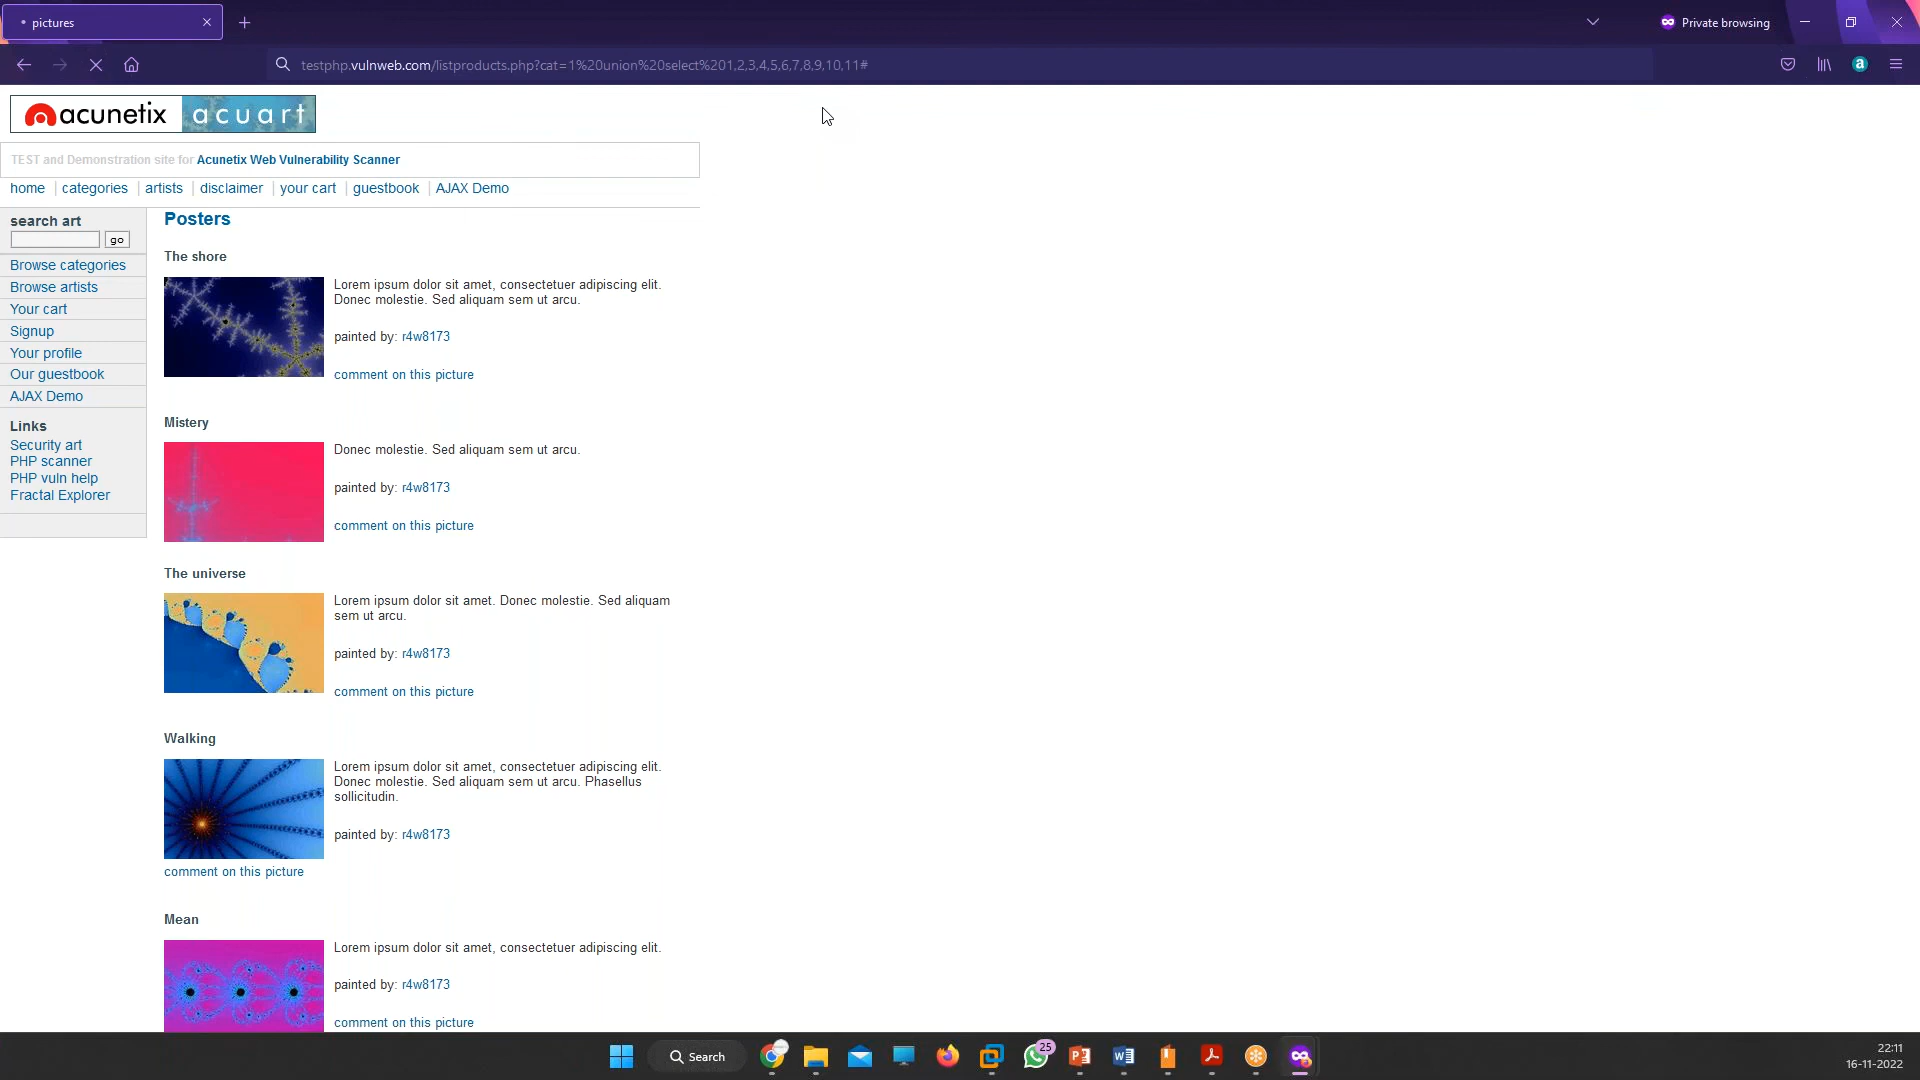 pictures
Private browsing
testphp.vulnweb.com/listproducts.php?cat=1%20union%20select%201,2,3,4,5,6,7,8,9,10,11#
acunetix acuart
TEST and Demonstration site for Acunetix Web Vulnerability Scanner
home categories artists disclaimer your cart guestbook AJAX Demo
search art
go
Browse categories
Browse artists
Your cart
Signup
Your profile
Our guestbook
AJAX Demo
Links
Security art
PHP scanner
PHP vuln help
Fractal Explorer
Posters
The shore
Lorem ipsum dolor sit amet, consectetuer adipiscing elit.
Donec molestie. Sed aliquam sem ut arcu.
painted by: r4w8173
comment on this picture
Mistery
Donec molestie. Sed aliquam sem ut arcu.
painted by: r4w8173
comment on this picture
The universe
Lorem ipsum dolor sit amet. Donec molestie. Sed aliquam
sem ut arcu.
painted by: r4w8173
comment on this picture
Walking
Lorem ipsum dolor sit amet, consectetuer adipiscing elit.
Donec molestie. Sed aliquam sem ut arcu. Phasellus
sollicitudin.
painted by: r4w8173
comment on this picture
Mean
Lorem ipsum dolor sit amet, consectetuer adipiscing elit.
painted by: r4w8173
comment on this picture
Search
25
22:11
16-11-2022